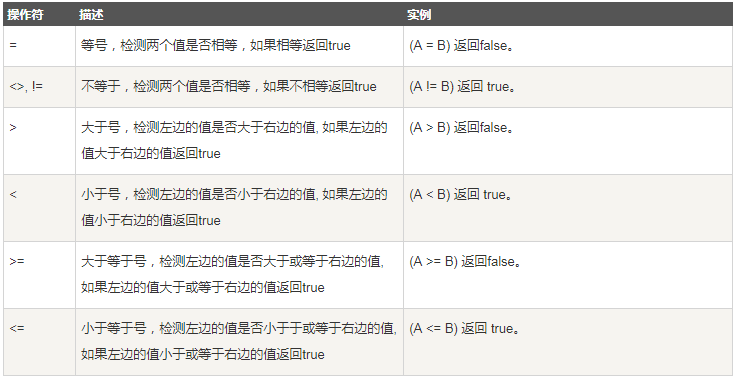 操作符 描述 实例
= 等号，检测两个值是否相等，如果相等返回true (A = B) 返回false。
<>, != 不等于，检测两个值是否相等，如果不相等返回true (A != B) 返回 true。
> 大于号，检测左边的值是否大于右边的值, 如果左边的 (A > B) 返回false。
值大于右边的值返回true
< 小于号，检测左边的值是否小于右边的值, 如果左边的 (A < B) 返回 true。
值小于右边的值返回true
>= 大于等于号，检测左边的值是否大于或等于右边的值, (A >= B) 返回false。
如果左边的值大于或等于右边的值返回true
<= 小于等于号，检测左边的值是否小于于或等于右边的值, (A <= B) 返回 true。
如果左边的值小于或等于右边的值返回true